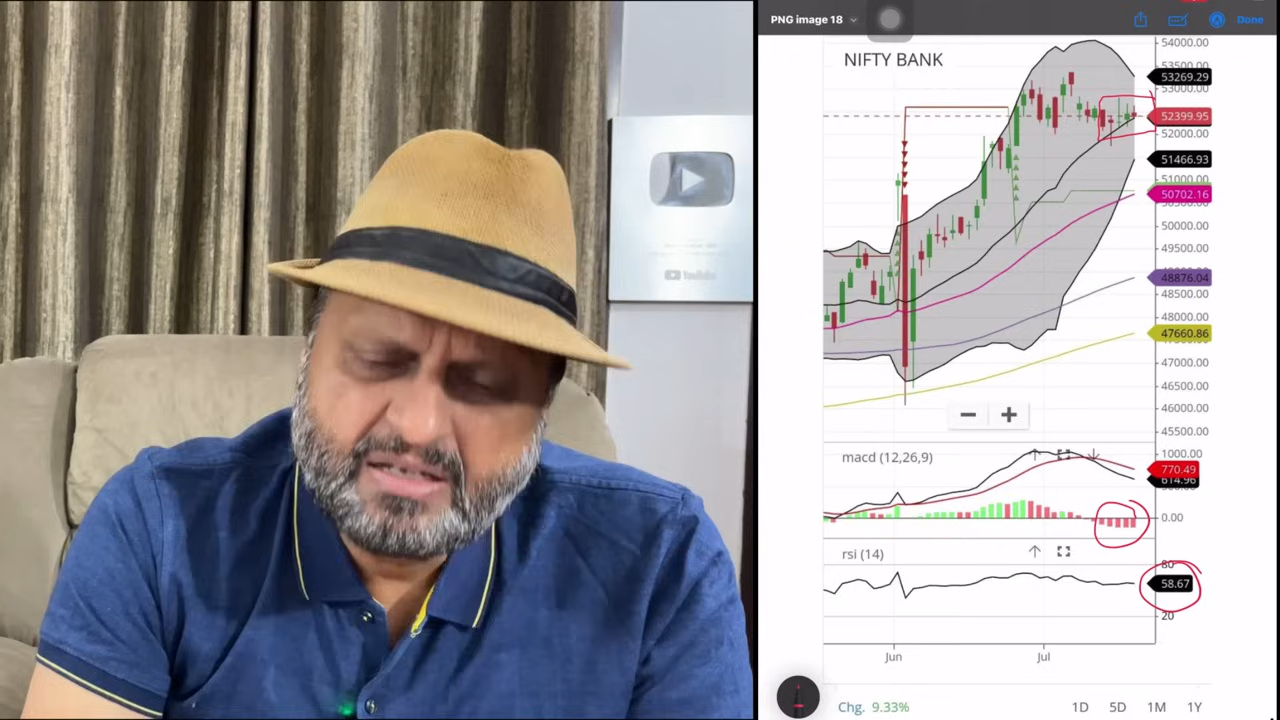 PNG image 18
Done
NIFTY BANK
54000.00
53269.29
53000.00
52399.95
52000.00
51466.93
51000.00
50702.16
50000.00
49500.00
48876.04
48500.00
48000.00
47660.86
47000.00
46500.00
46000.00
45500.00
macd (12,26,9)
1000.00
770.49
614.96
0.00
rsi (14)
80
58.67
20
Jun
Jul
Chg. 9.33%
1D
5D
1M
1Y
YouTube